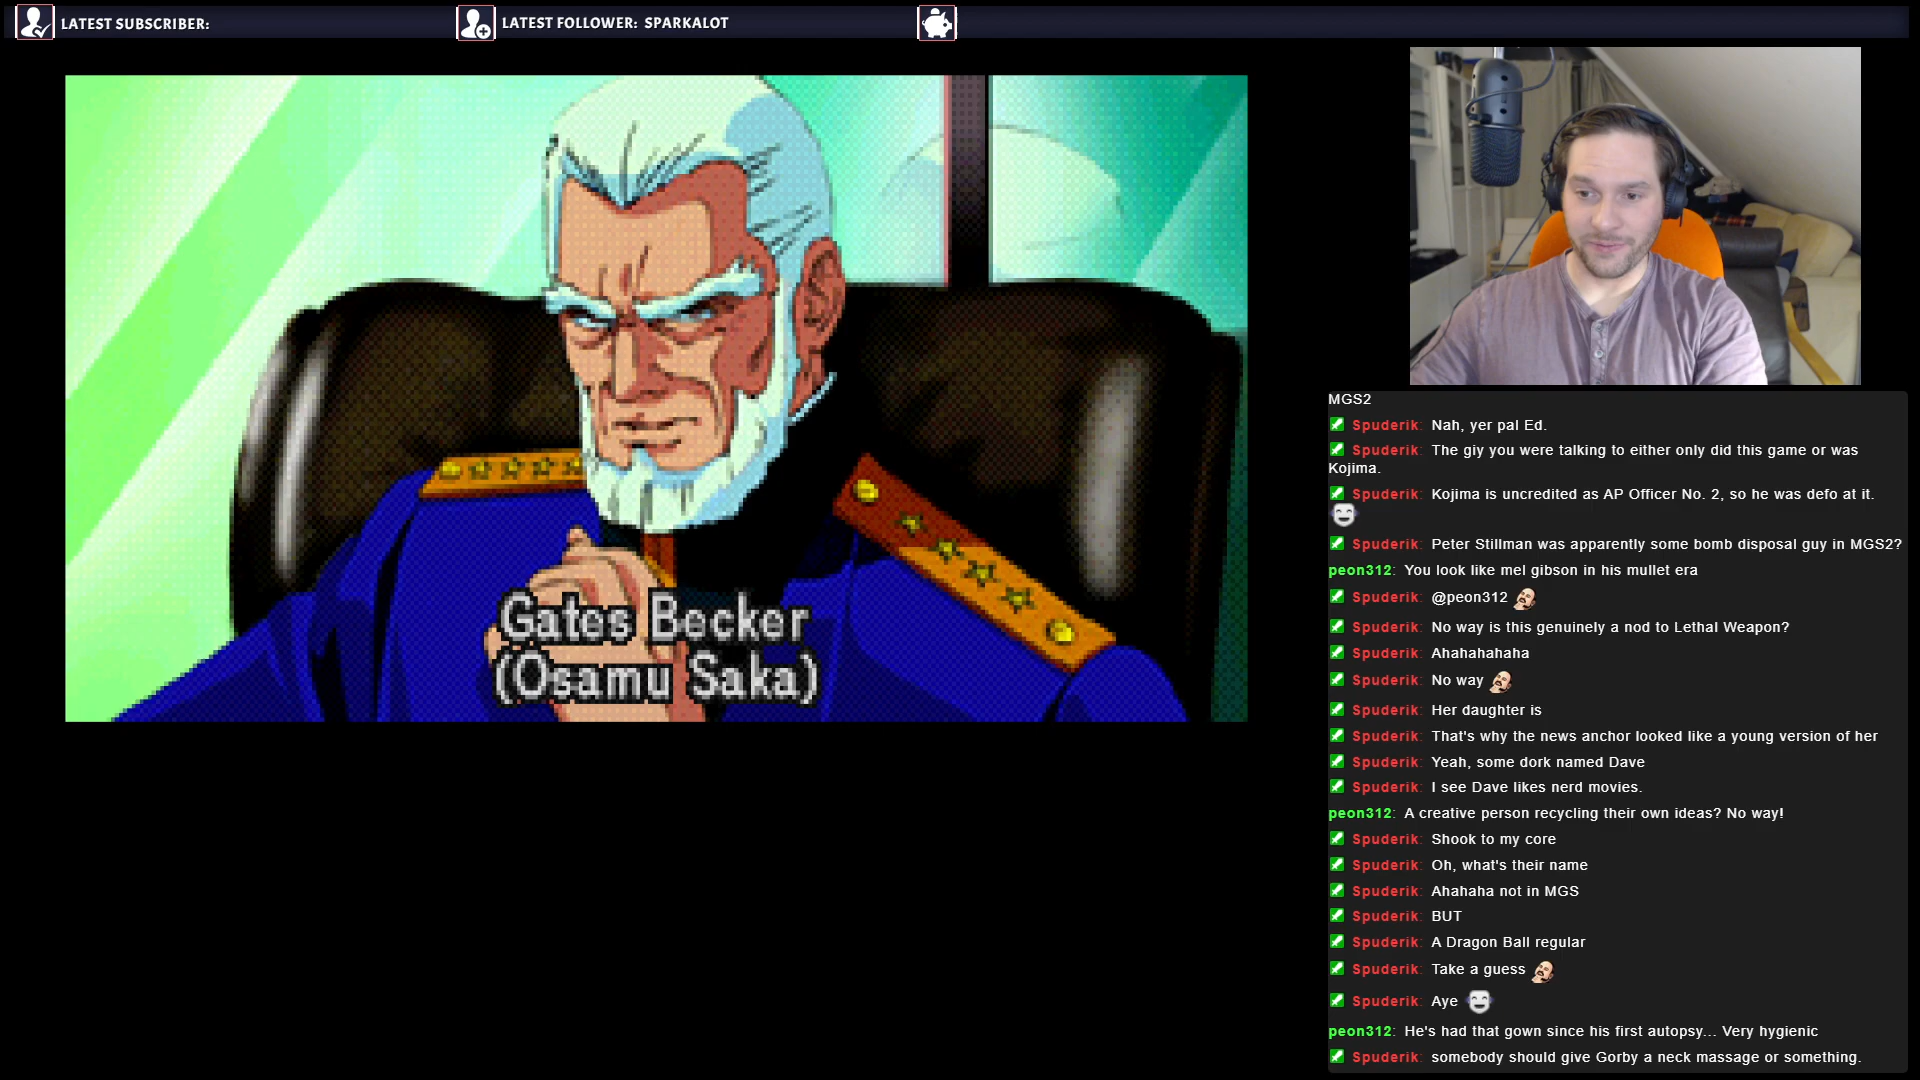 LATEST SUBSCRIBER:
LATEST FOLLOWER: SPARKALOT
Gates Becker
(Osamu Saka)
MGS2
Spuderik: Nah, yer pal Ed.
Spuderik: The giy you were talking to either only did this game or was
Kojima.
Spuderik: Kojima is uncredited as AP Officer No. 2, so he was defo at it.
Spuderik: Peter Stillman was apparently some bomb disposal guy in MGS2?
peon312: You look like mel gibson in his mullet era
Spuderik: @peon312
Spuderik: No way is this genuinely a nod to Lethal Weapon?
Spuderik: Ahahahahaha
Spuderik: No way
Spuderik: Her daughter is
Spuderik: That's why the news anchor looked like a young version of her
Spuderik: Yeah, some dork named Dave
Spuderik: I see Dave likes nerd movies.
peon312: A creative person recycling their own ideas? No way!
Spuderik: Shook to my core
Spuderik: Oh, what's their name
Spuderik: Ahahaha not in MGS
Spuderik: BUT
Spuderik: A Dragon Ball regular
Spuderik: Take a guess
Spuderik: Aye
peon312: He's had that gown since his first autopsy... Very hygienic
Spuderik: somebody should give Gorby a neck massage or something.